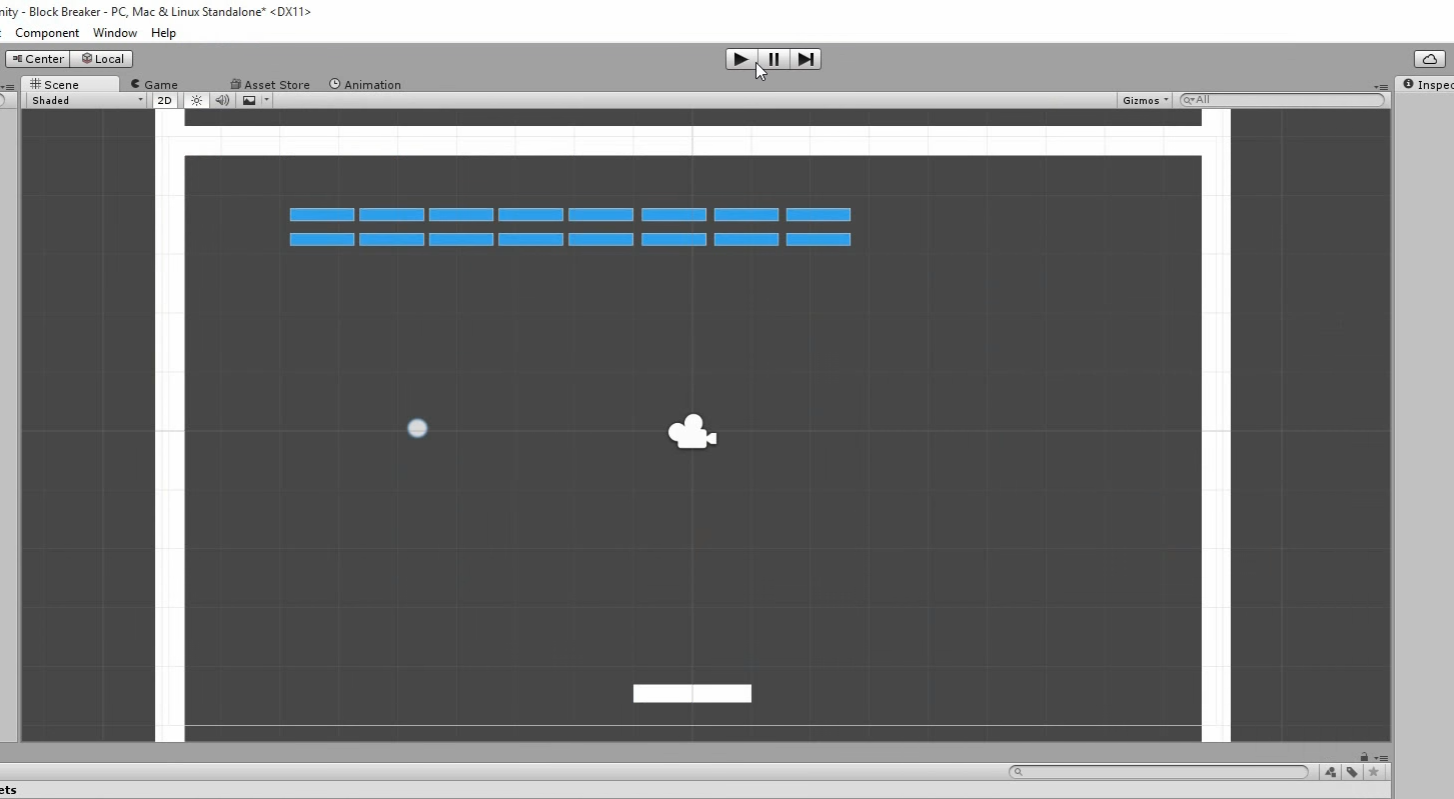 nity - Block Breaker - PC, Mac & Linux Standalone* <DX11>
Component Window Help
Center Local
Scene Game Asset Store Animation Inspec
Shaded 2D Gizmos All
ets